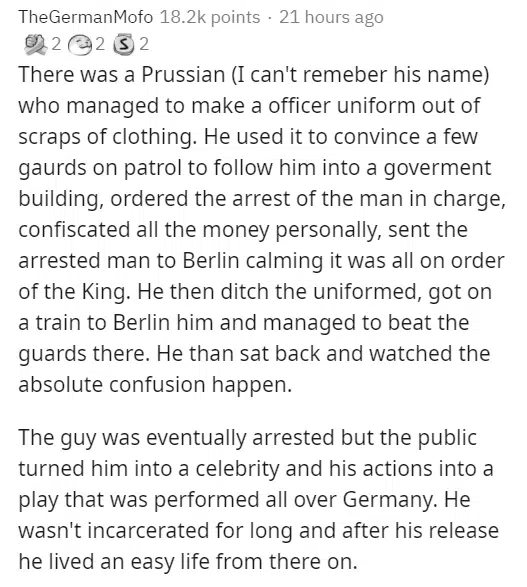 TheGermanMofo 18.2k points · 21 hours ago
2 2 S 2
There was a Prussian (I can't remeber his name)
who managed to make a officer uniform out of
scraps of clothing. He used it to convince a few
gaurds on patrol to follow him into a goverment
building, ordered the arrest of the man in charge,
confiscated all the money personally, sent the
arrested man to Berlin calming it was all on order
of the King. He then ditch the uniformed, got on
a train to Berlin him and managed to beat the
guards there. He than sat back and watched the
absolute confusion happen.
The guy was eventually arrested but the public
turned him into a celebrity and his actions into a
play that was performed all over Germany. He
wasn't incarcerated for long and after his release
he lived an easy life from there on.